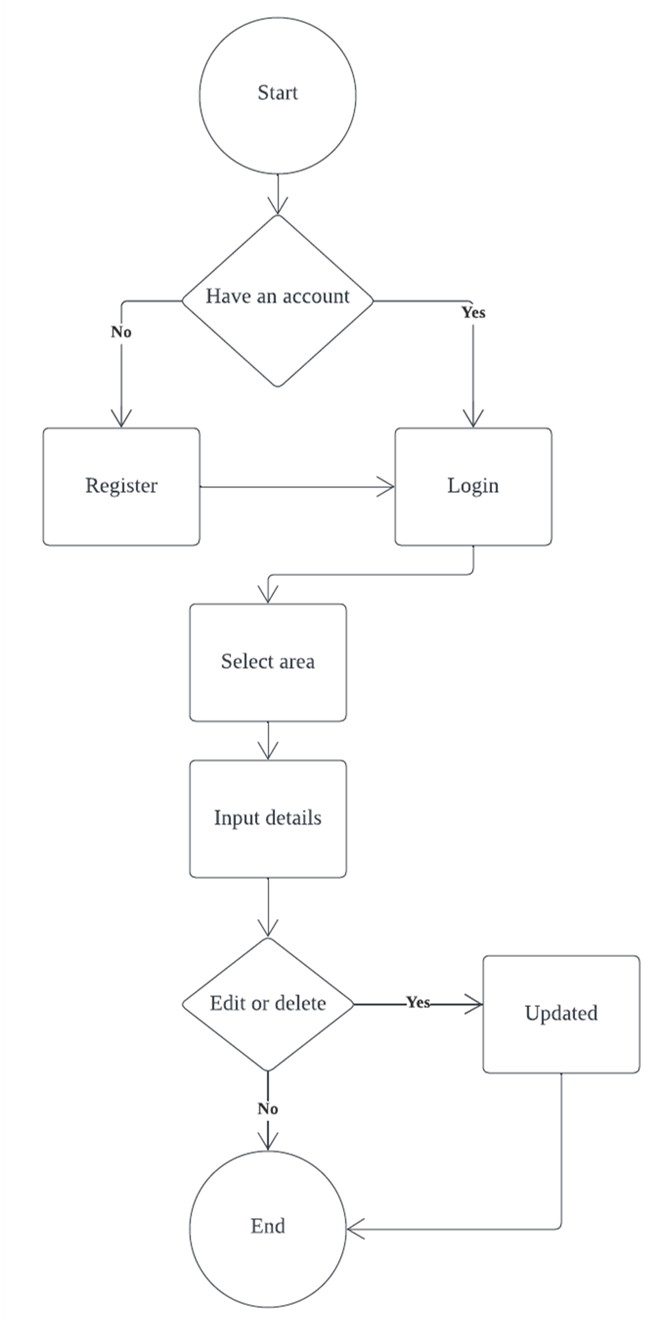 Start
Have an account
No
Yes
Register
Login
Select area
Input details
Edit or delete
Yes
Updated
No
End